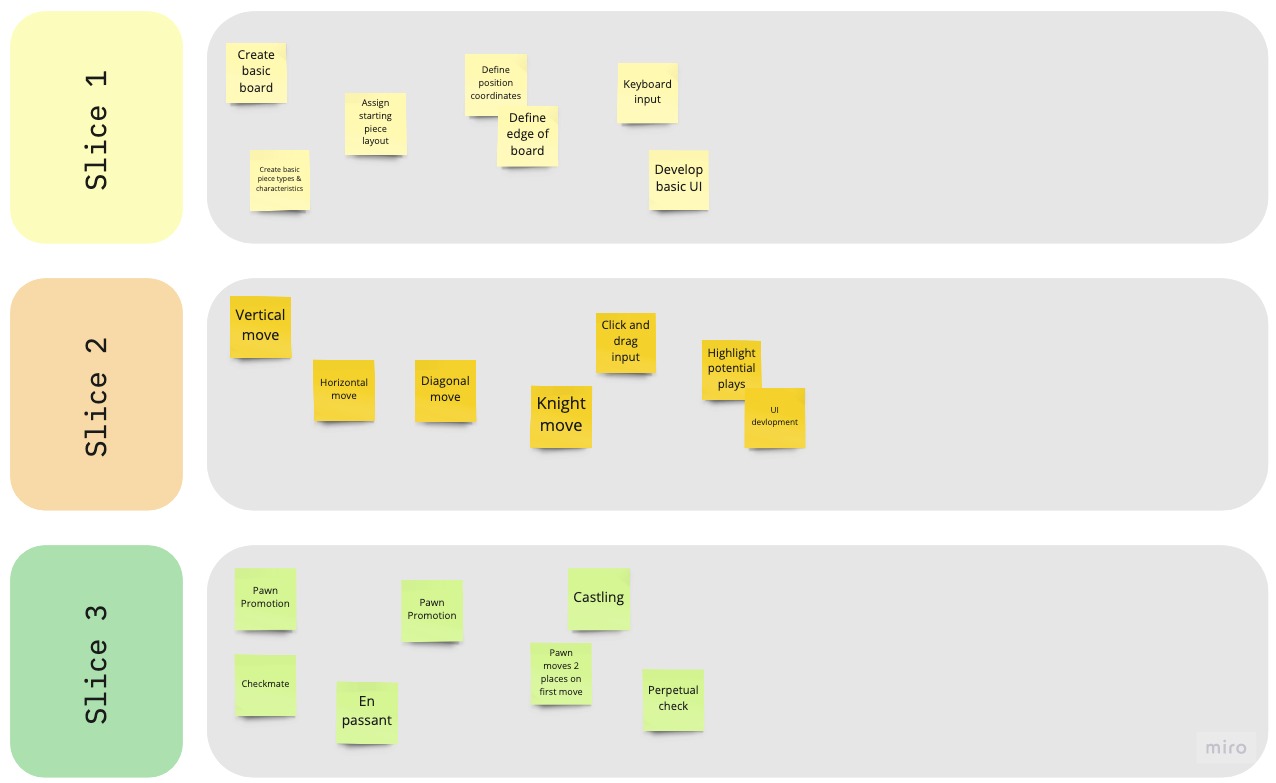 Slice 1
Create
basic
board
Create basic
piece types &
characteristics
Assign
starting
piece
layout
Define
position
coordinates
Define
edge of
board
Keyboard
input
Develop
basic UI
Slice 2
Vertical
move
Horizontal
move
Diagonal
move
Knight
move
Click and
drag
input
Highlight
potential
plays
UI
devlopment
Slice 3
Pawn
Promotion
Checkmate
En
passant
Pawn
Promotion
Castling
Pawn
moves 2
places on
first move
Perpetual
check
miro